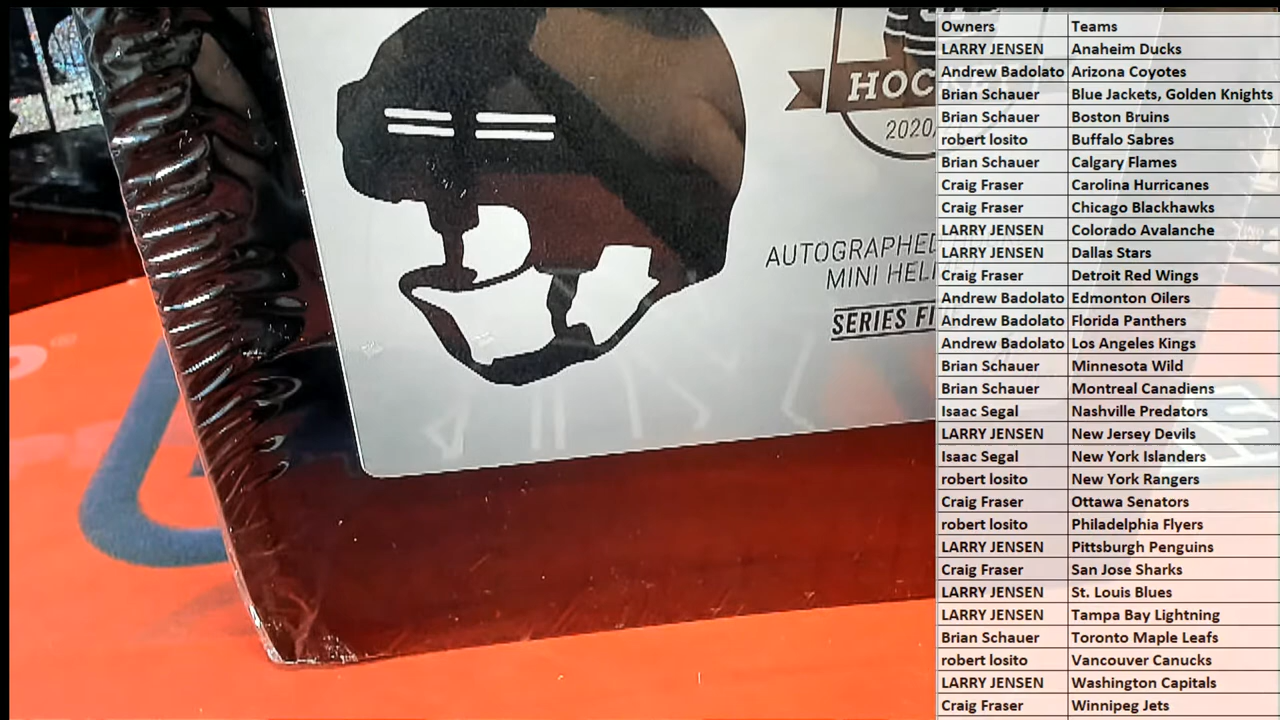 HOC
2020/
AUTOGRAPHED
MINI HEL
SERIES FI
Owners Teams
LARRY JENSEN Anaheim Ducks
Andrew Badolato Arizona Coyotes
Brian Schauer Blue Jackets, Golden Knights
Brian Schauer Boston Bruins
robert losito Buffalo Sabres
Brian Schauer Calgary Flames
Craig Fraser Carolina Hurricanes
Craig Fraser Chicago Blackhawks
LARRY JENSEN Colorado Avalanche
LARRY JENSEN Dallas Stars
Craig Fraser Detroit Red Wings
Andrew Badolato Edmonton Oilers
Andrew Badolato Florida Panthers
Andrew Badolato Los Angeles Kings
Brian Schauer Minnesota Wild
Brian Schauer Montreal Canadiens
Isaac Segal Nashville Predators
LARRY JENSEN New Jersey Devils
Isaac Segal New York Islanders
robert losito New York Rangers
Craig Fraser Ottawa Senators
robert losito Philadelphia Flyers
LARRY JENSEN Pittsburgh Penguins
Craig Fraser San Jose Sharks
LARRY JENSEN St. Louis Blues
LARRY JENSEN Tampa Bay Lightning
Brian Schauer Toronto Maple Leafs
robert losito Vancouver Canucks
LARRY JENSEN Washington Capitals
Craig Fraser Winnipeg Jets